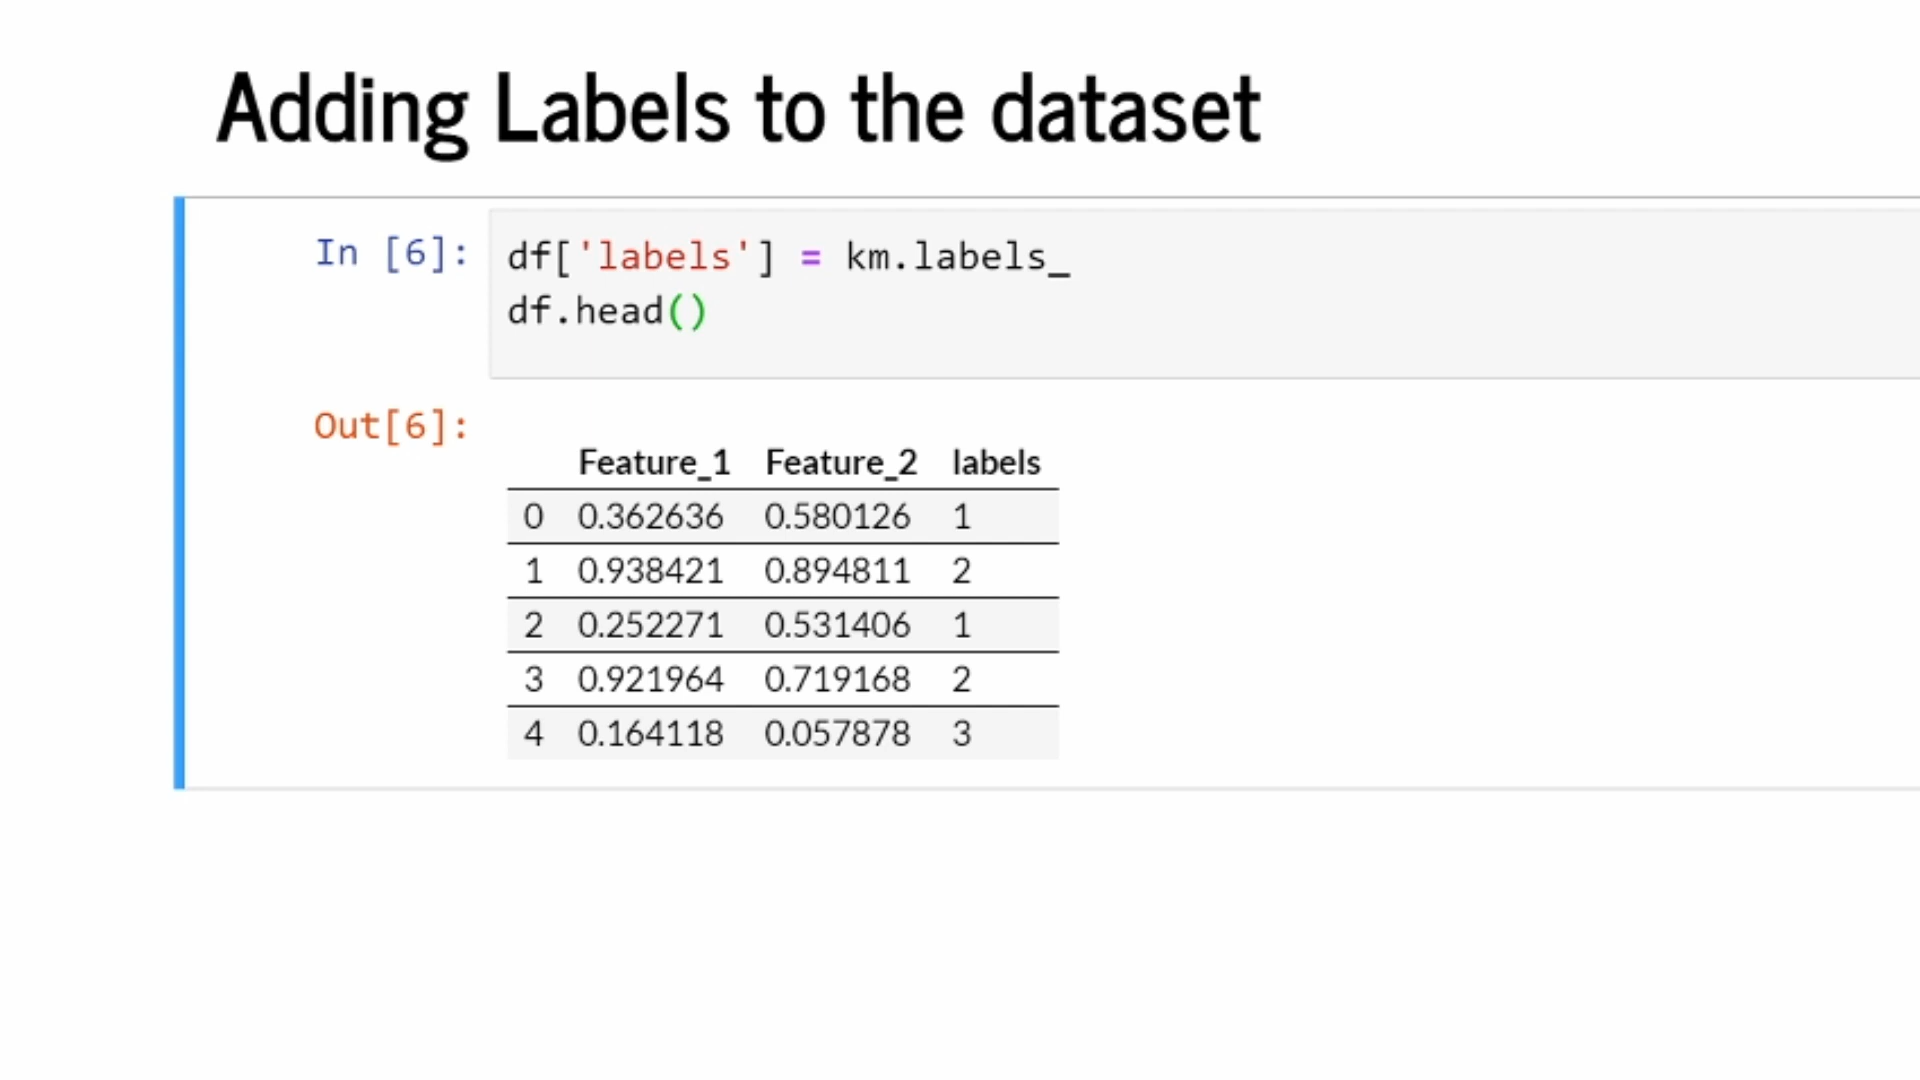 Adding Labels to the dataset
In [6]: df['labels'] = km.labels_
df.head()
Out[6]:
Feature_1 Feature_2 labels
0 0.362636 0.580126 1
1 0.938421 0.894811 2
2 0.252271 0.531406 1
3 0.921964 0.719168 2
4 0.164118 0.057878 3